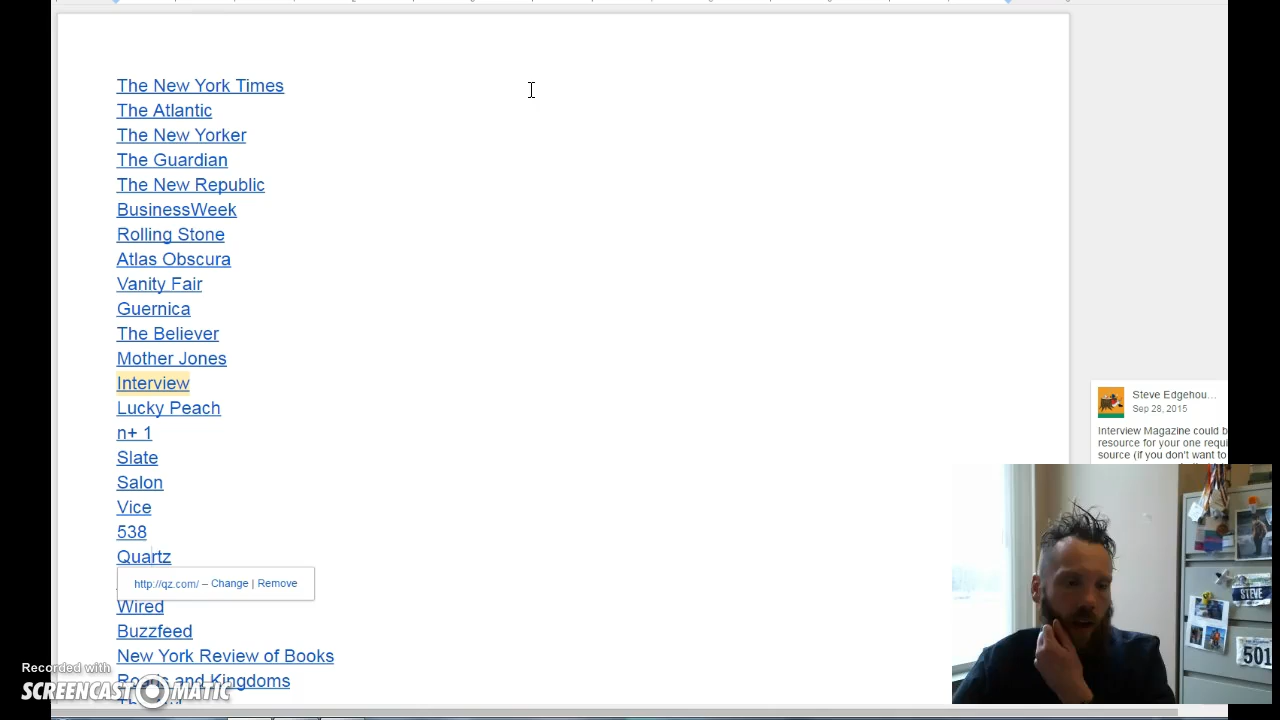 The New York Times
The Atlantic
The New Yorker
The Guardian
The New Republic
BusinessWeek
Rolling Stone
Atlas Obscura
Vanity Fair
Guernica
The Believer
Mother Jones
Interview
Lucky Peach
n+ 1
Slate
Salon
Vice
538
Quartz
http://qz.com/ – Change | Remove
Wired
Buzzfeed
New York Review of Books
Roads and Kingdoms
Steve Edgehou...
Sep 28, 2015
Interview Magazine could b
resource for your one requi
source (if you don't want to
STEVE
501
Recorded with
SCREENCAST-O-MATIC